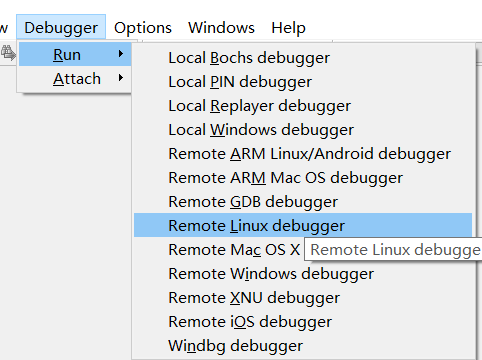 w Debugger Options Windows Help
Run
Attach
Local Bochs debugger
Local PIN debugger
Local Replayer debugger
Local Windows debugger
Remote ARM Linux/Android debugger
Remote ARM Mac OS debugger
Remote GDB debugger
Remote Linux debugger
Remote Mac OS X
Remote Linux debugge
Remote Windows debugger
Remote XNU debugger
Remote iOS debugger
Windbg debugger